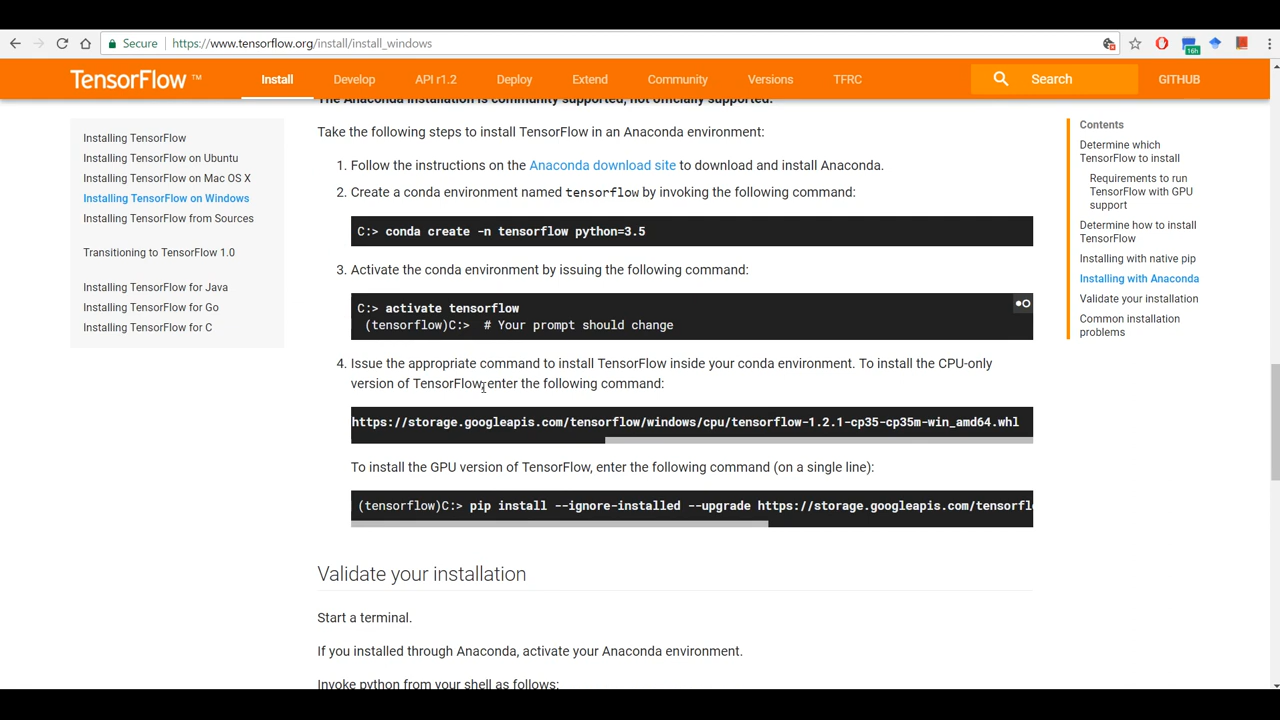 Secure https://www.tensorflow.org/install/install_windows
16h
TensorFlow ™ Install Develop API r1.2 Deploy Extend Community Versions TFRC Search GITHUB
The Anaconda installation is community supported, not officially supported.
Take the following steps to install TensorFlow in an Anaconda environment:
1. Follow the instructions on the Anaconda download site to download and install Anaconda.
2. Create a conda environment named tensorflow by invoking the following command:
C:> conda create -n tensorflow python=3.5
3. Activate the conda environment by issuing the following command:
C:> activate tensorflow
(tensorflow)C:> # Your prompt should change
4. Issue the appropriate command to install TensorFlow inside your conda environment. To install the CPU-only
version of TensorFlow, enter the following command:
https://storage.googleapis.com/tensorflow/windows/cpu/tensorflow-1.2.1-cp35-cp35m-win_amd64.whl
To install the GPU version of TensorFlow, enter the following command (on a single line):
(tensorflow)C:> pip install --ignore-installed --upgrade https://storage.googleapis.com/tensorfl
Validate your installation
Start a terminal.
If you installed through Anaconda, activate your Anaconda environment.
Invoke python from your shell as follows:
Installing TensorFlow
Installing TensorFlow on Ubuntu
Installing TensorFlow on Mac OS X
Installing TensorFlow on Windows
Installing TensorFlow from Sources
Transitioning to TensorFlow 1.0
Installing TensorFlow for Java
Installing TensorFlow for Go
Installing TensorFlow for C
Contents
Determine which
TensorFlow to install
Requirements to run
TensorFlow with GPU
support
Determine how to install
TensorFlow
Installing with native pip
Installing with Anaconda
Validate your installation
Common installation
problems